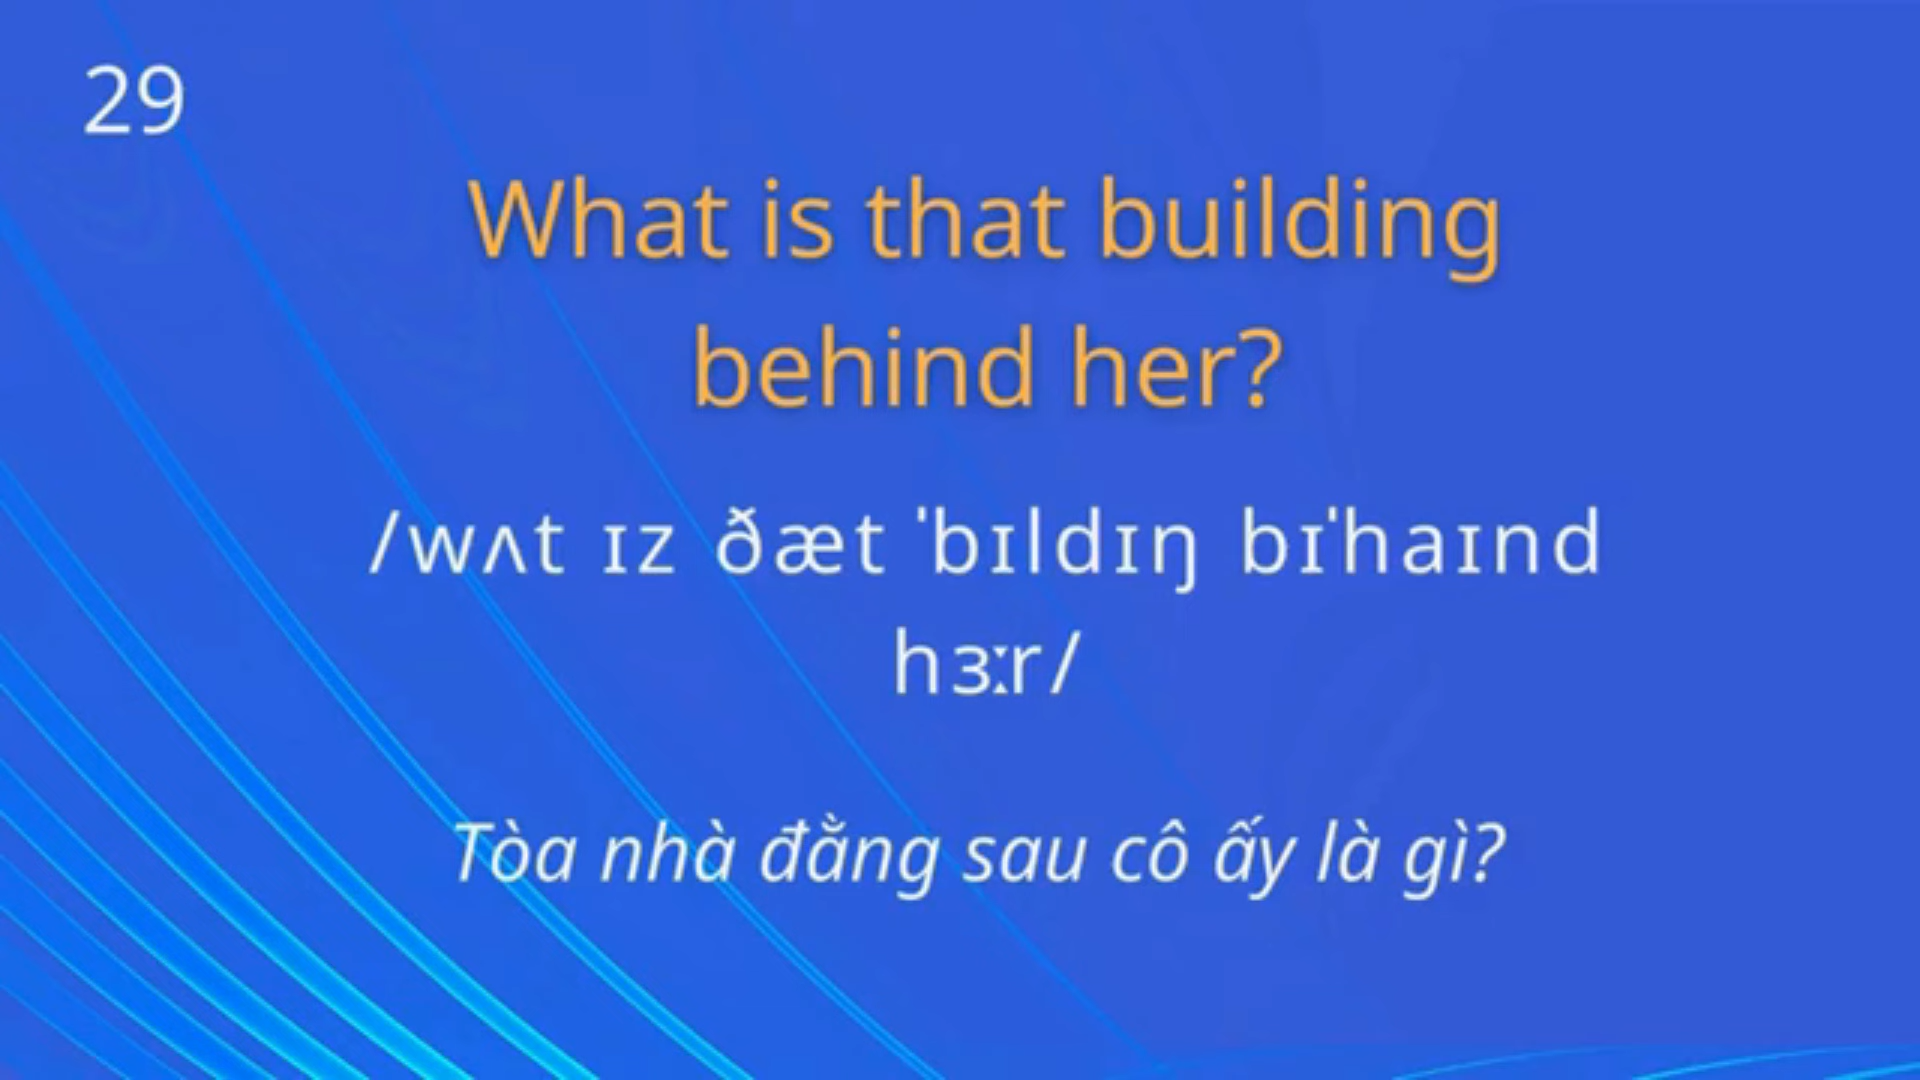 29
What is that building
behind her?
/wʌt ɪz ðæt ˈbɪldɪŋ bɪˈhaɪnd
hɜːr/
Tòa nhà đằng sau cô ấy là gì?